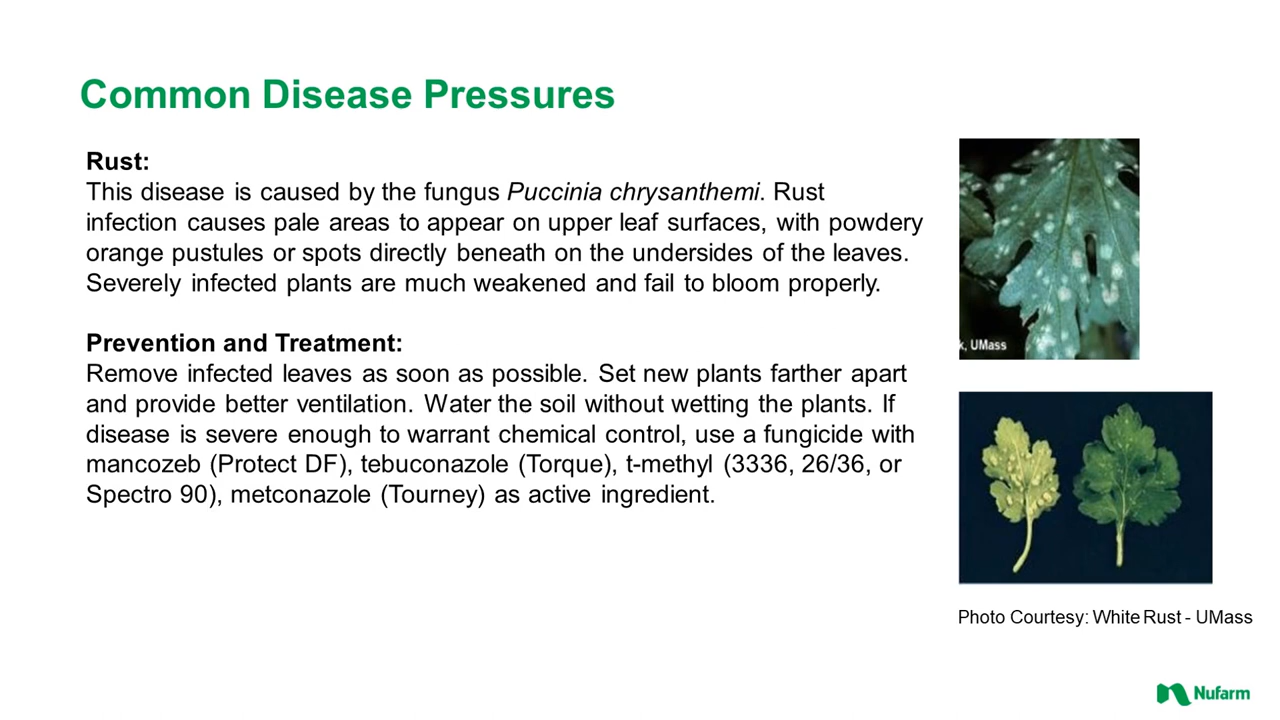 Common Disease Pressures
Rust:
This disease is caused by the fungus Puccinia chrysanthemi. Rust
infection causes pale areas to appear on upper leaf surfaces, with powdery
orange pustules or spots directly beneath on the undersides of the leaves.
Severely infected plants are much weakened and fail to bloom properly.
Prevention and Treatment:
Remove infected leaves as soon as possible. Set new plants farther apart
and provide better ventilation. Water the soil without wetting the plants. If
disease is severe enough to warrant chemical control, use a fungicide with
mancozeb (Protect DF), tebuconazole (Torque), t-methyl (3336, 26/36, or
Spectro 90), metconazole (Tourney) as active ingredient.
k, UMass
Photo Courtesy: White Rust - UMass
Nufarm